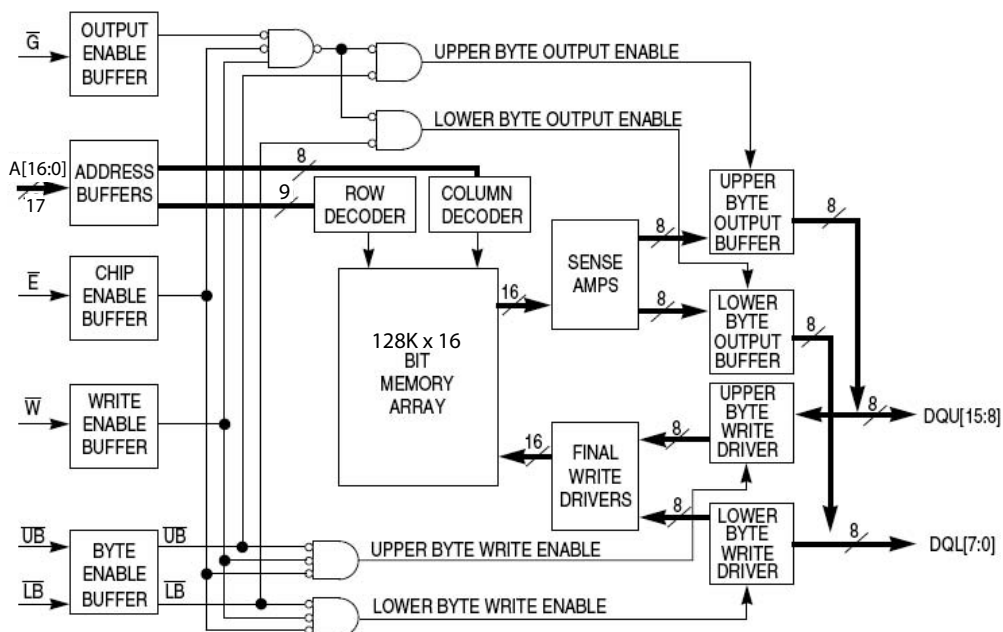 G̅
OUTPUT
ENABLE
BUFFER
UPPER BYTE OUTPUT ENABLE
LOWER BYTE OUTPUT ENABLE
A[16:0]
17
ADDRESS
BUFFERS
8
9
ROW
DECODER
COLUMN
DECODER
E̅
CHIP
ENABLE
BUFFER
128K x 16
BIT
MEMORY
ARRAY
16
SENSE
AMPS
8
8
UPPER
BYTE
OUTPUT
BUFFER
8
LOWER
BYTE
OUTPUT
BUFFER
8
W̅
WRITE
ENABLE
BUFFER
16
FINAL
WRITE
DRIVERS
8
8
UPPER
BYTE
WRITE
DRIVER
8
DQU[15:8]
LOWER
BYTE
WRITE
DRIVER
8
DQL[7:0]
U̅B̅
L̅B̅
BYTE
ENABLE
BUFFER
U̅B̅
L̅B̅
UPPER BYTE WRITE ENABLE
LOWER BYTE WRITE ENABLE